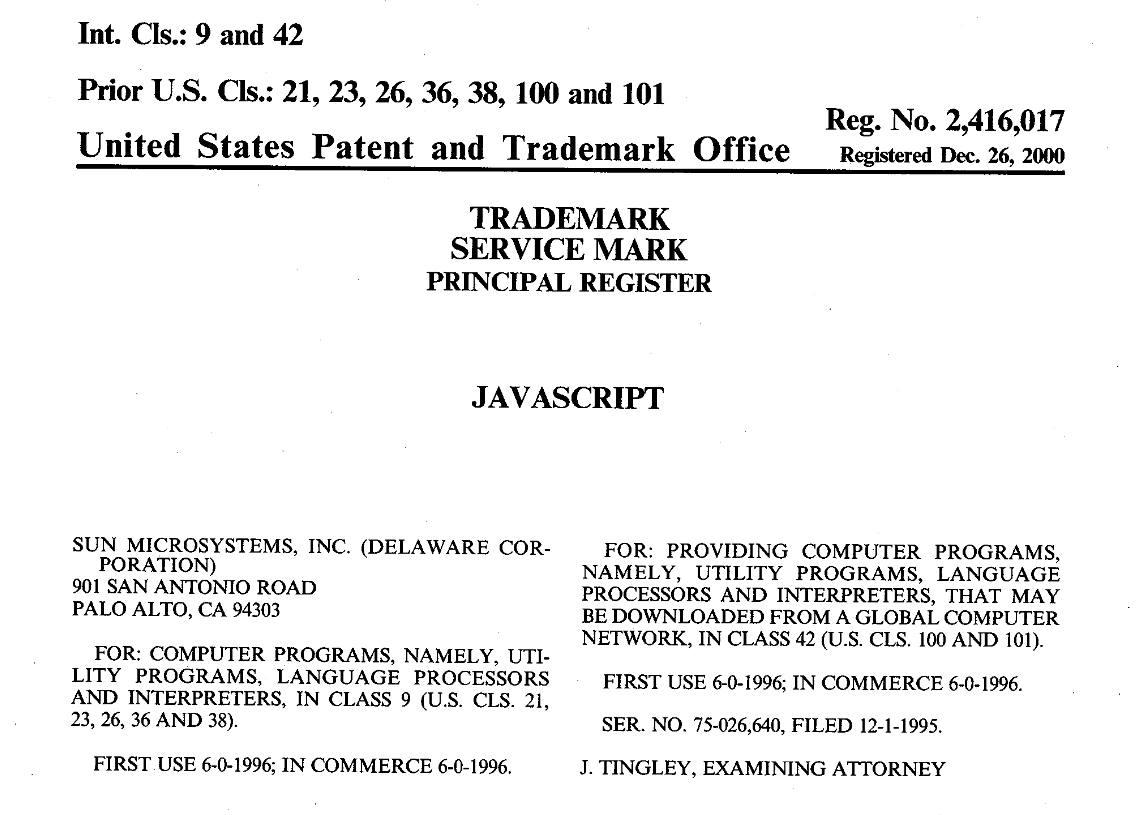 Int. Cls.: 9 and 42
Prior U.S. Cls.: 21, 23, 26, 36, 38, 100 and 101
Reg. No. 2,416,017
United States Patent and Trademark Office
Registered Dec. 26, 2000
TRADEMARK
SERVICE MARK
PRINCIPAL REGISTER
JAVASCRIPT
SUN MICROSYSTEMS, INC. (DELAWARE COR-
PORATION)
901 SAN ANTONIO ROAD
PALO ALTO, CA 94303
FOR: COMPUTER PROGRAMS, NAMELY, UTI-
LITY PROGRAMS, LANGUAGE PROCESSORS
AND INTERPRETERS, IN CLASS 9 (U.S. CLS. 21,
23, 26, 36 AND 38).
FIRST USE 6-0-1996; IN COMMERCE 6-0-1996.
FOR: PROVIDING COMPUTER PROGRAMS,
NAMELY, UTILITY PROGRAMS, LANGUAGE
PROCESSORS AND INTERPRETERS, THAT MAY
BE DOWNLOADED FROM A GLOBAL COMPUTER
NETWORK, IN CLASS 42 (U.S. CLS. 100 AND 101).
FIRST USE 6-0-1996; IN COMMERCE 6-0-1996.
SER. NO. 75-026,640, FILED 12-1-1995.
J. TINGLEY, EXAMINING ATTORNEY